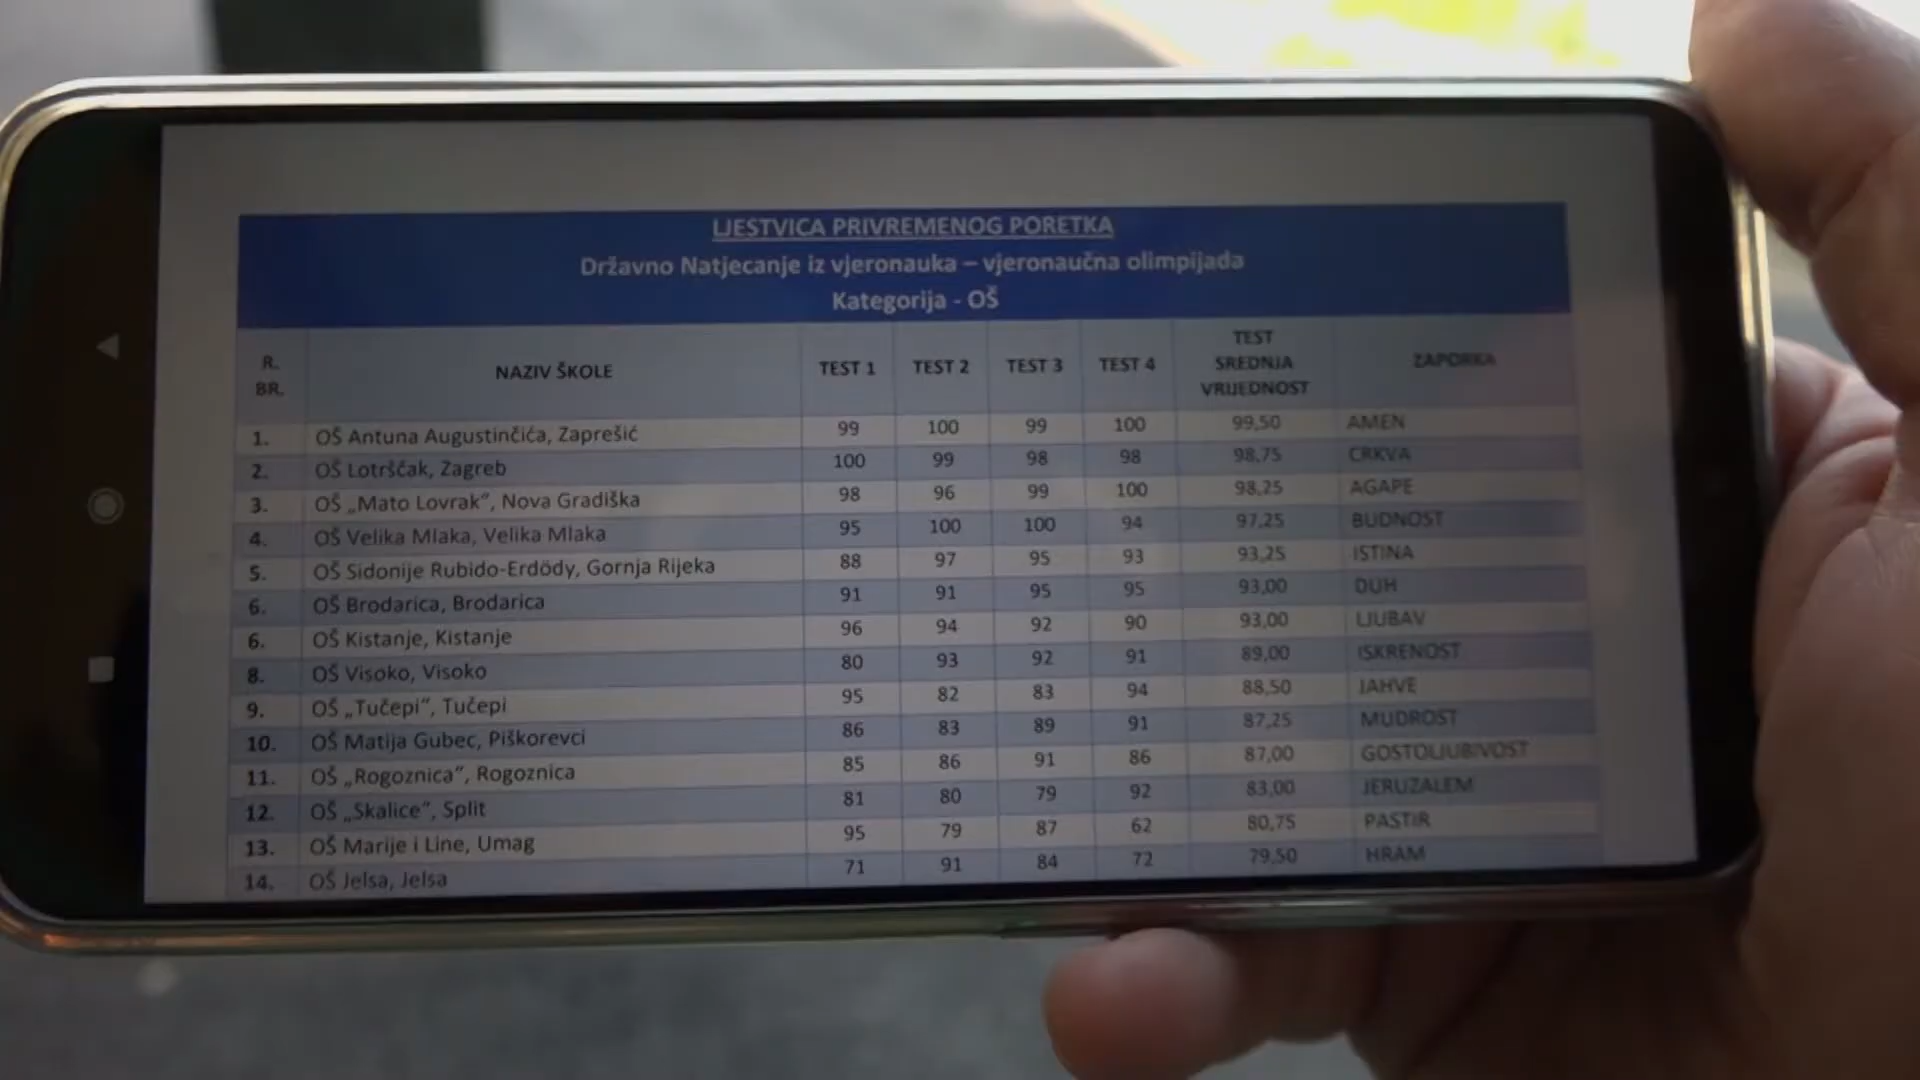 LJESTVICA PRIVREMENOG PORETKA
Državno Natjecanje iz vjeronauka – vjeronaučna olimpijada
Kategorija - OŠ
R. BR. NAZIV ŠKOLE TEST 1 TEST 2 TEST 3 TEST 4 TEST SREDNJA VRIJEDNOST ZAPORKA
1. OŠ Antuna Augustinčića, Zaprešić 99 100 99 100 99,50 AMEN
2. OŠ Lotrščak, Zagreb 100 99 98 98 98,75 CRKVA
3. OŠ „Mato Lovrak“, Nova Gradiška 98 96 99 100 98,25 AGAPE
4. OŠ Velika Mlaka, Velika Mlaka 95 100 100 94 97,25 BUDNOST
5. OŠ Sidonije Rubido-Erdödy, Gornja Rijeka 88 97 95 93 93,25 ISTINA
6. OŠ Brodarica, Brodarica 91 91 95 95 93,00 DUH
6. OŠ Kistanje, Kistanje 96 94 92 90 93,00 LJUBAV
8. OŠ Visoko, Visoko 80 93 92 91 89,00 ISKRENOST
9. OŠ „Tučepi“, Tučepi 95 82 83 94 88,50 JAHVE
10. OŠ Matija Gubec, Piškorevci 86 83 89 91 87,25 MUDROST
11. OŠ „Rogoznica“, Rogoznica 85 86 91 86 87,00 GOSTOLJUBIVOST
12. OŠ „Skalice“, Split 81 80 79 92 83,00 JERUZALEM
13. OŠ Marije i Line, Umag 95 79 87 62 80,75 PASTIR
14. OŠ Jelsa, Jelsa 71 91 84 72 79,50 HRAM